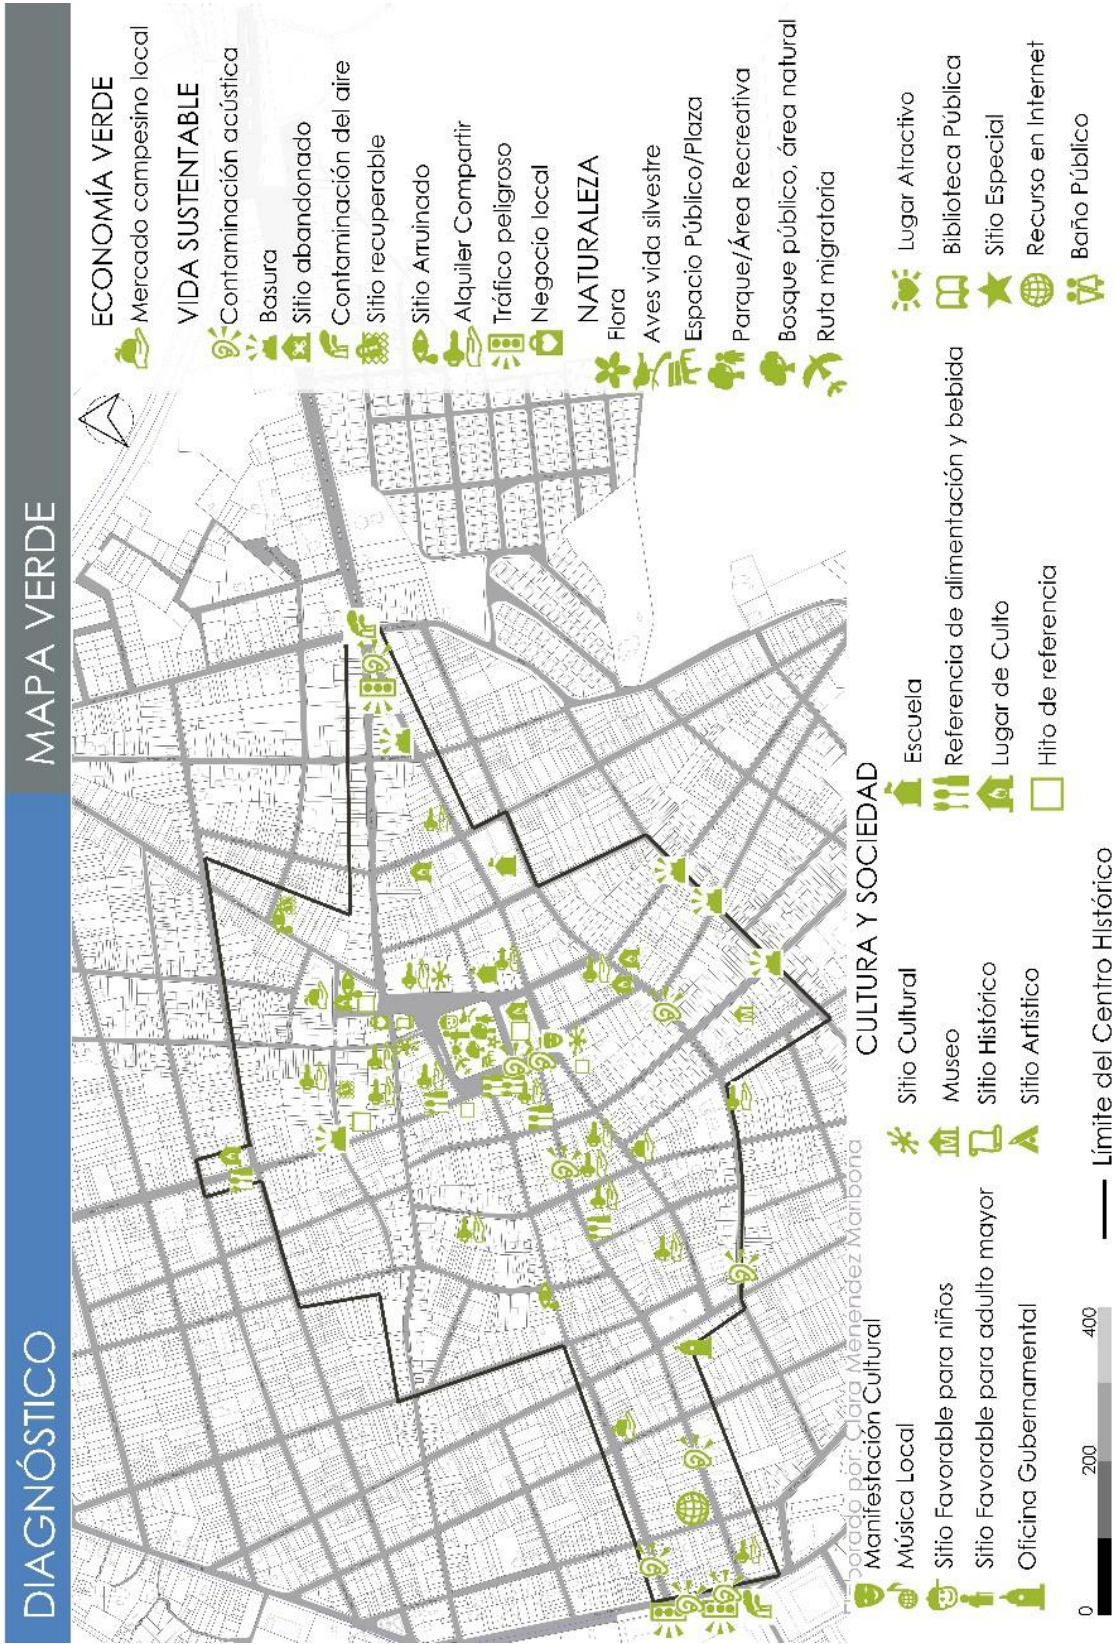 DIAGNÓSTICO
MAPA VERDE
ECONOMÍA VERDE
Mercado campesino local
VIDA SUSTENTABLE
Contaminación acústica
Basura
Sitio abandonado
Contaminación del aire
Sitio recuperable
Sitio Arruinado
Alquiler Compartir
Tráfico peligroso
Negocio local
NATURALEZA
Flora
Aves vida silvestre
Espacio Público/Plaza
Parque/Área Recreativa
Bosque público, área natural
Ruta migratoria
CULTURA Y SOCIEDAD
Elaborado por: Clara Menéndez Maribona
Manifestación Cultural
Música Local
Sitio Favorable para niños
Sitio Favorable para adulto mayor
Oficina Gubernamental
Sitio Cultural
Museo
Sitio Histórico
Sitio Artístico
Escuela
Referencia de alimentación y bebida
Lugar de Culto
Hito de referencia
Lugar Atractivo
Biblioteca Pública
Sitio Especial
Recurso en Internet
Baño Público
0 200 400
Límite del Centro Histórico